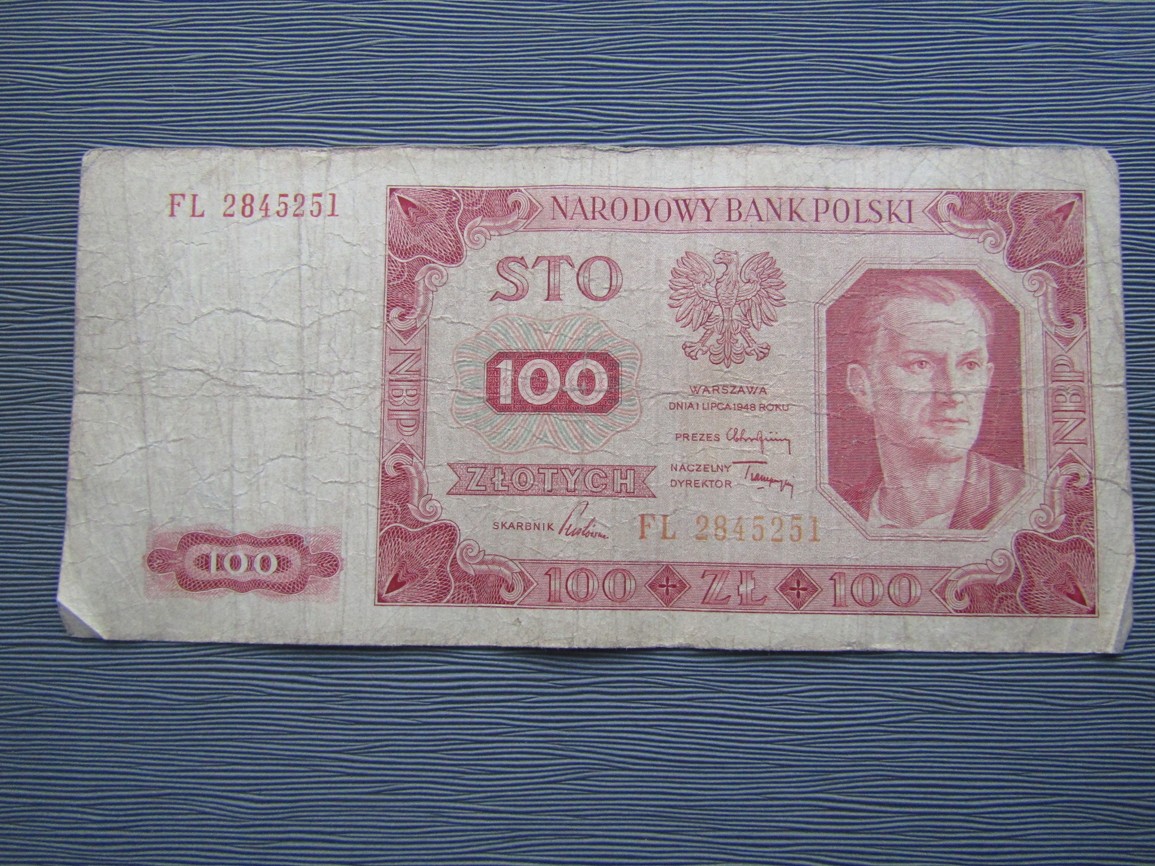 FL 2845251
NARODOWY BANK POLSKI
STO
100
ZŁOTYCH
WARSZAWA
DNIA 1 LIPCA 1948 ROKU
PREZES
NACZELNY
DYREKTOR
SKARBNIK
FL 2845251
NBP
NBP
100
100 ZŁ 100